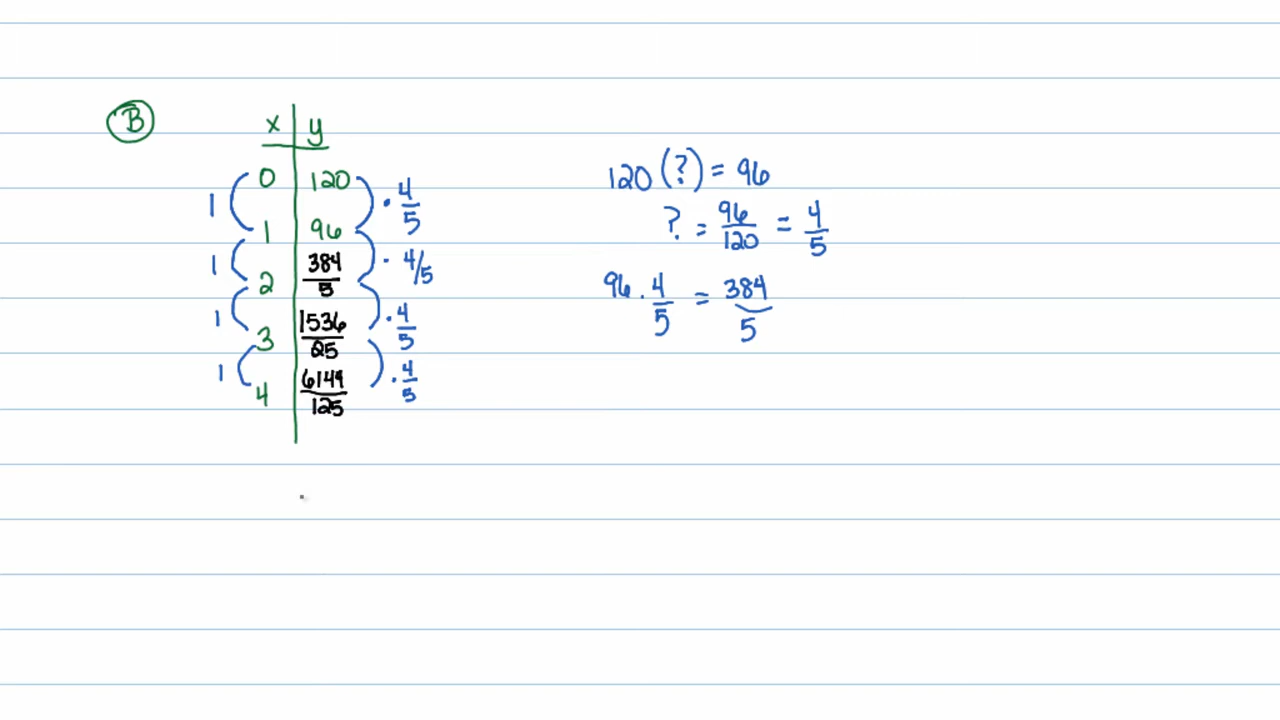 B
x y
0 120
1 96
2 384/5
3 1536/25
4 6144/125
1
1
1
1
· 4/5
· 4/5
· 4/5
· 4/5
120 (?) = 96
? = 96/120 = 4/5
96 · 4/5 = 384/5